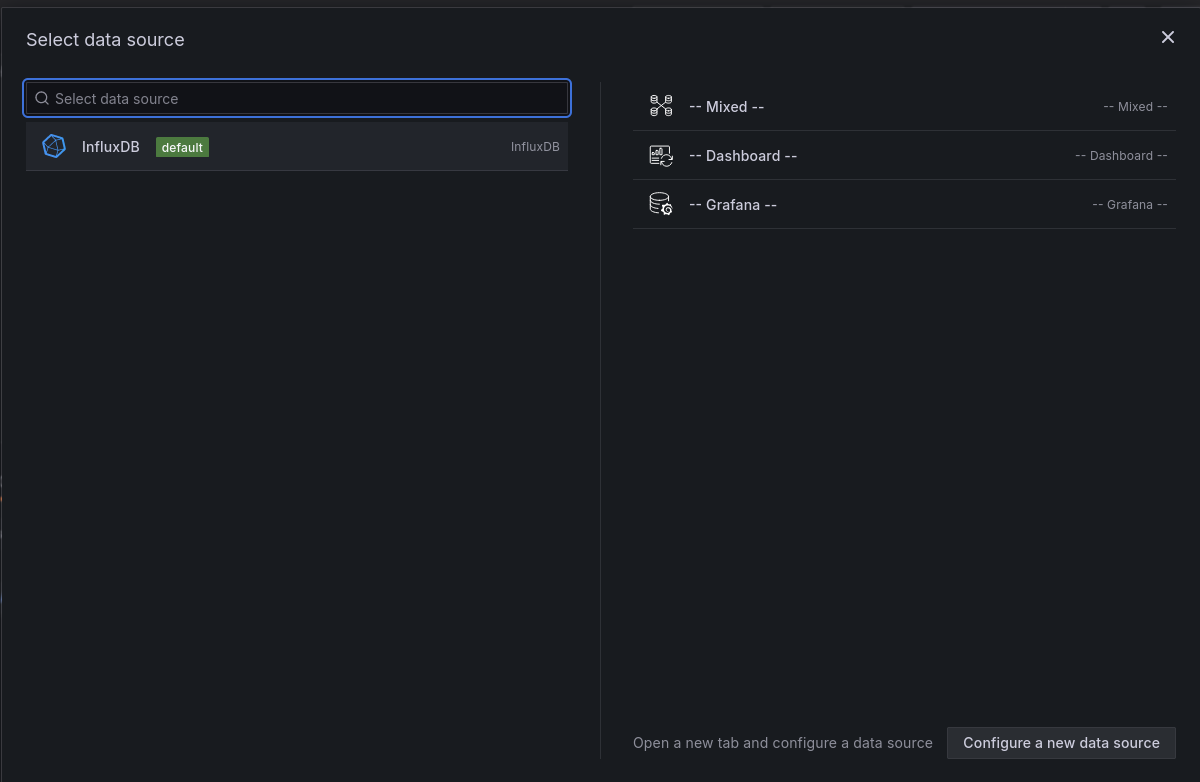 Select data source
Select data source
InfluxDB default InfluxDB
-- Mixed -- -- Mixed --
-- Dashboard -- -- Dashboard --
-- Grafana -- -- Grafana --
Open a new tab and configure a data source Configure a new data source